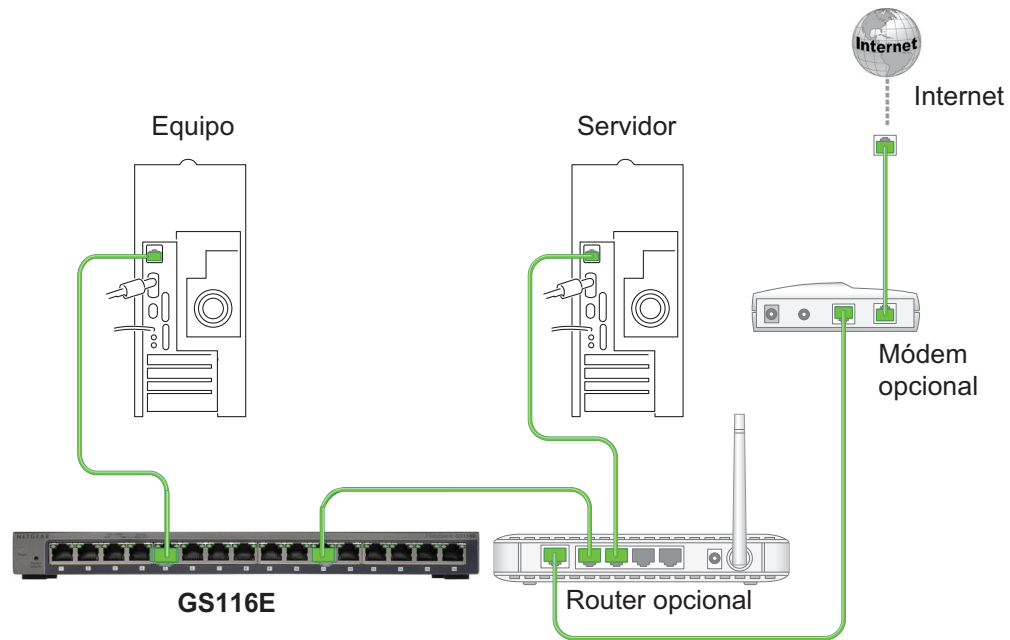 Internet
Internet
Equipo
Servidor
Módem
opcional
NETGEAR
GS116E
Router opcional